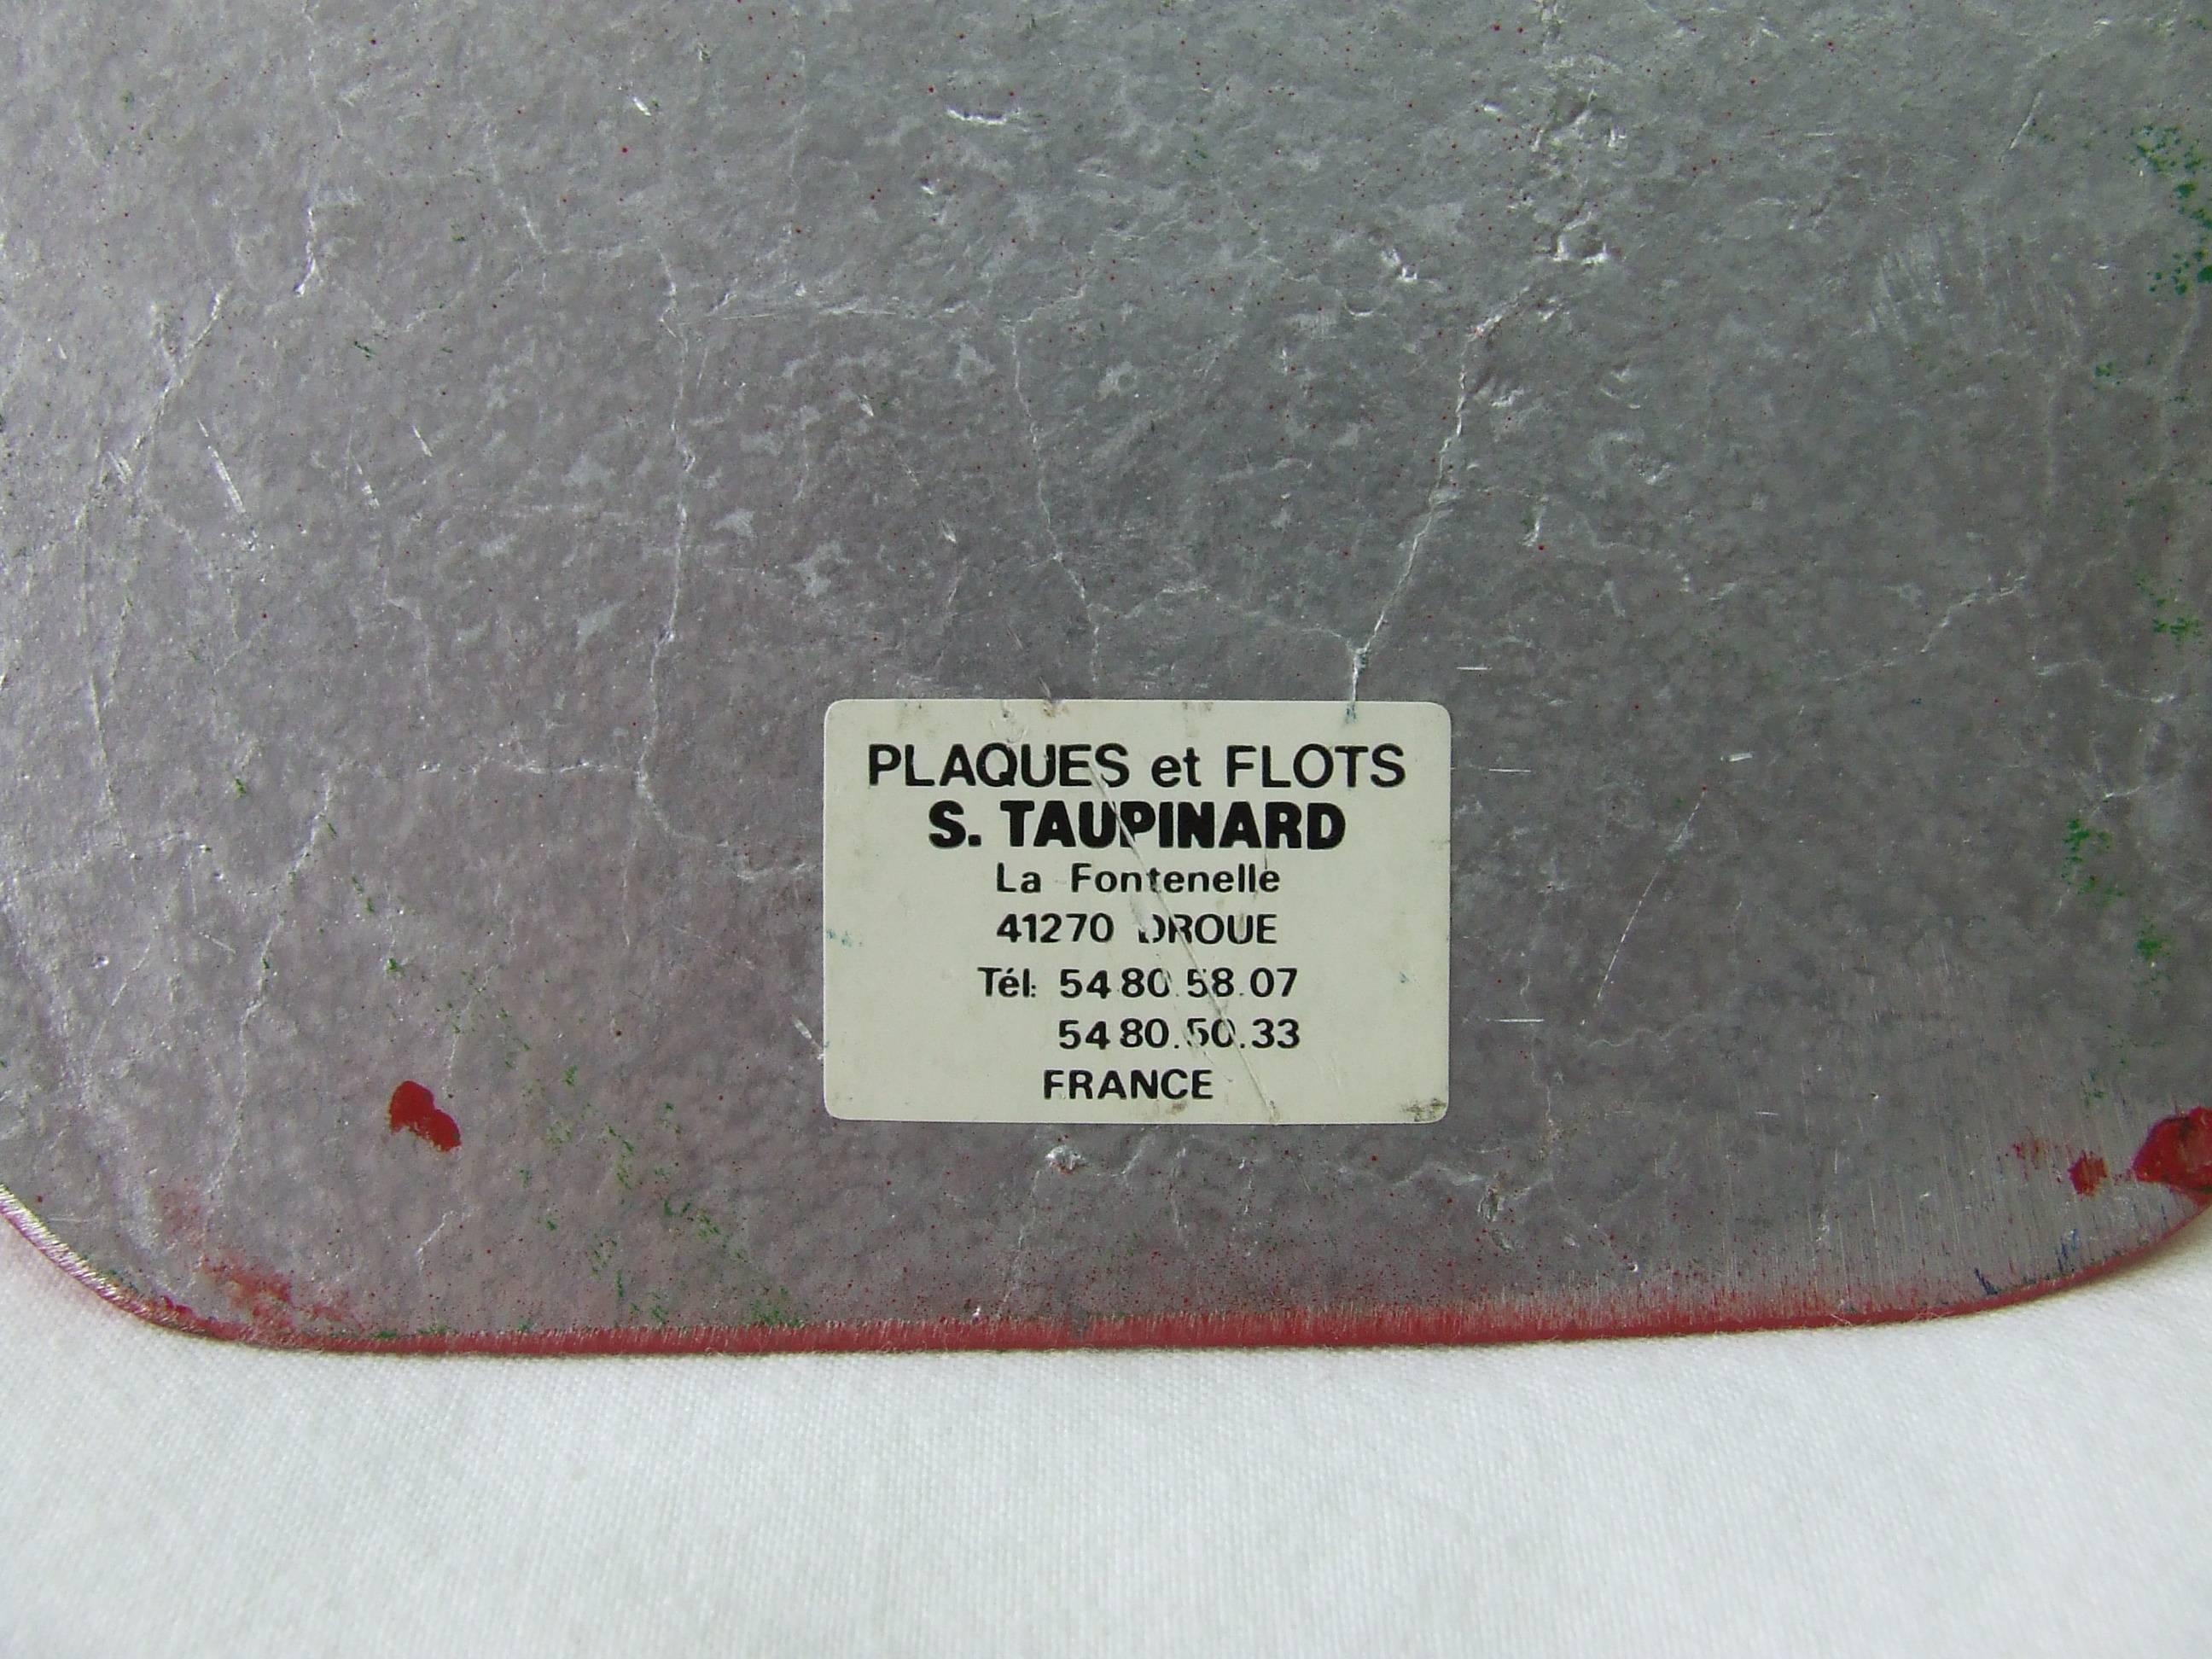 PLAQUES et FLOTS
S. TAUPINARD
La Fontenelle
41270 DROUE
Tél: 54 80.58.07
54 80.50.33
FRANCE